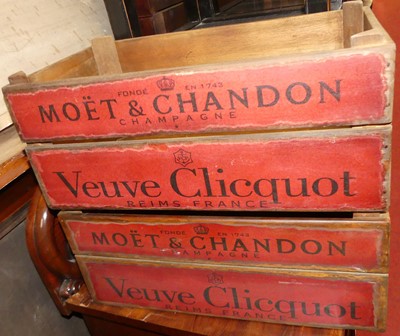 FONDÉ EN 1743
MOËT & CHANDON
CHAMPAGNE
Veuve Clicquot
REIMS FRANCE
FONDÉ EN 1743
MOËT & CHANDON
CHAMPAGNE
Veuve Clicquot
REIMS FRANCE